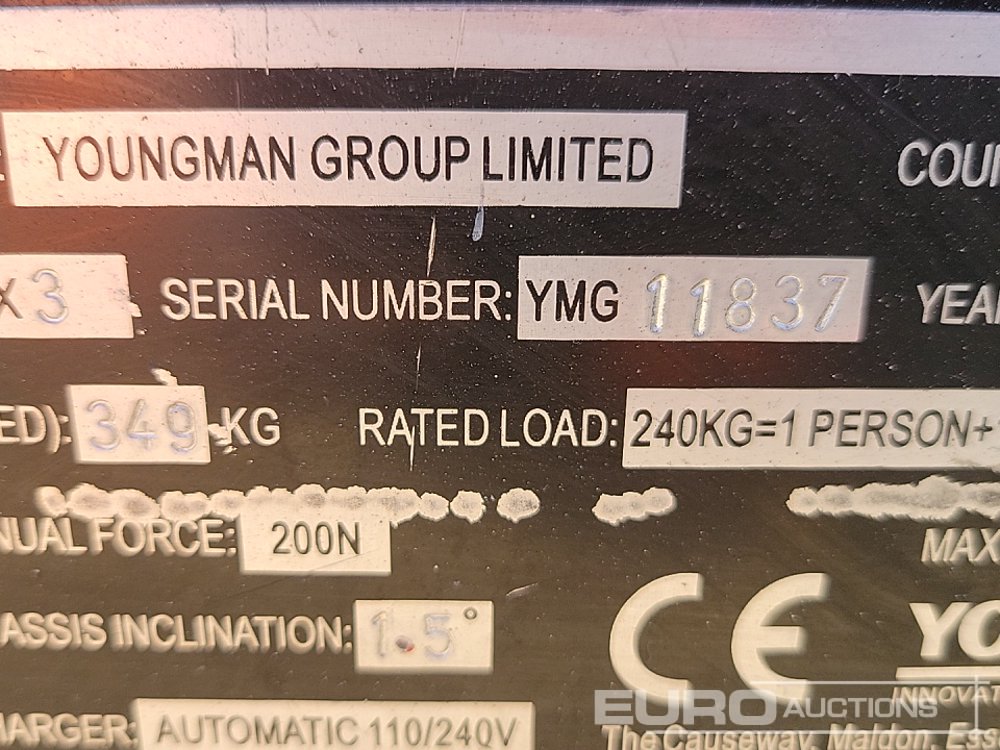 YOUNGMAN GROUP LIMITED COU
X3 SERIAL NUMBER: YMG 11837 YEA
ED): 349 KG RATED LOAD: 240KG=1 PERSON+
NUAL FORCE: 200N MAX
ASSIS INCLINATION: 1.5° CE YO
INNOVAT
HARGER: AUTOMATIC 110/240V EURO AUCTIONS
The Causeway, Maldon, Ess